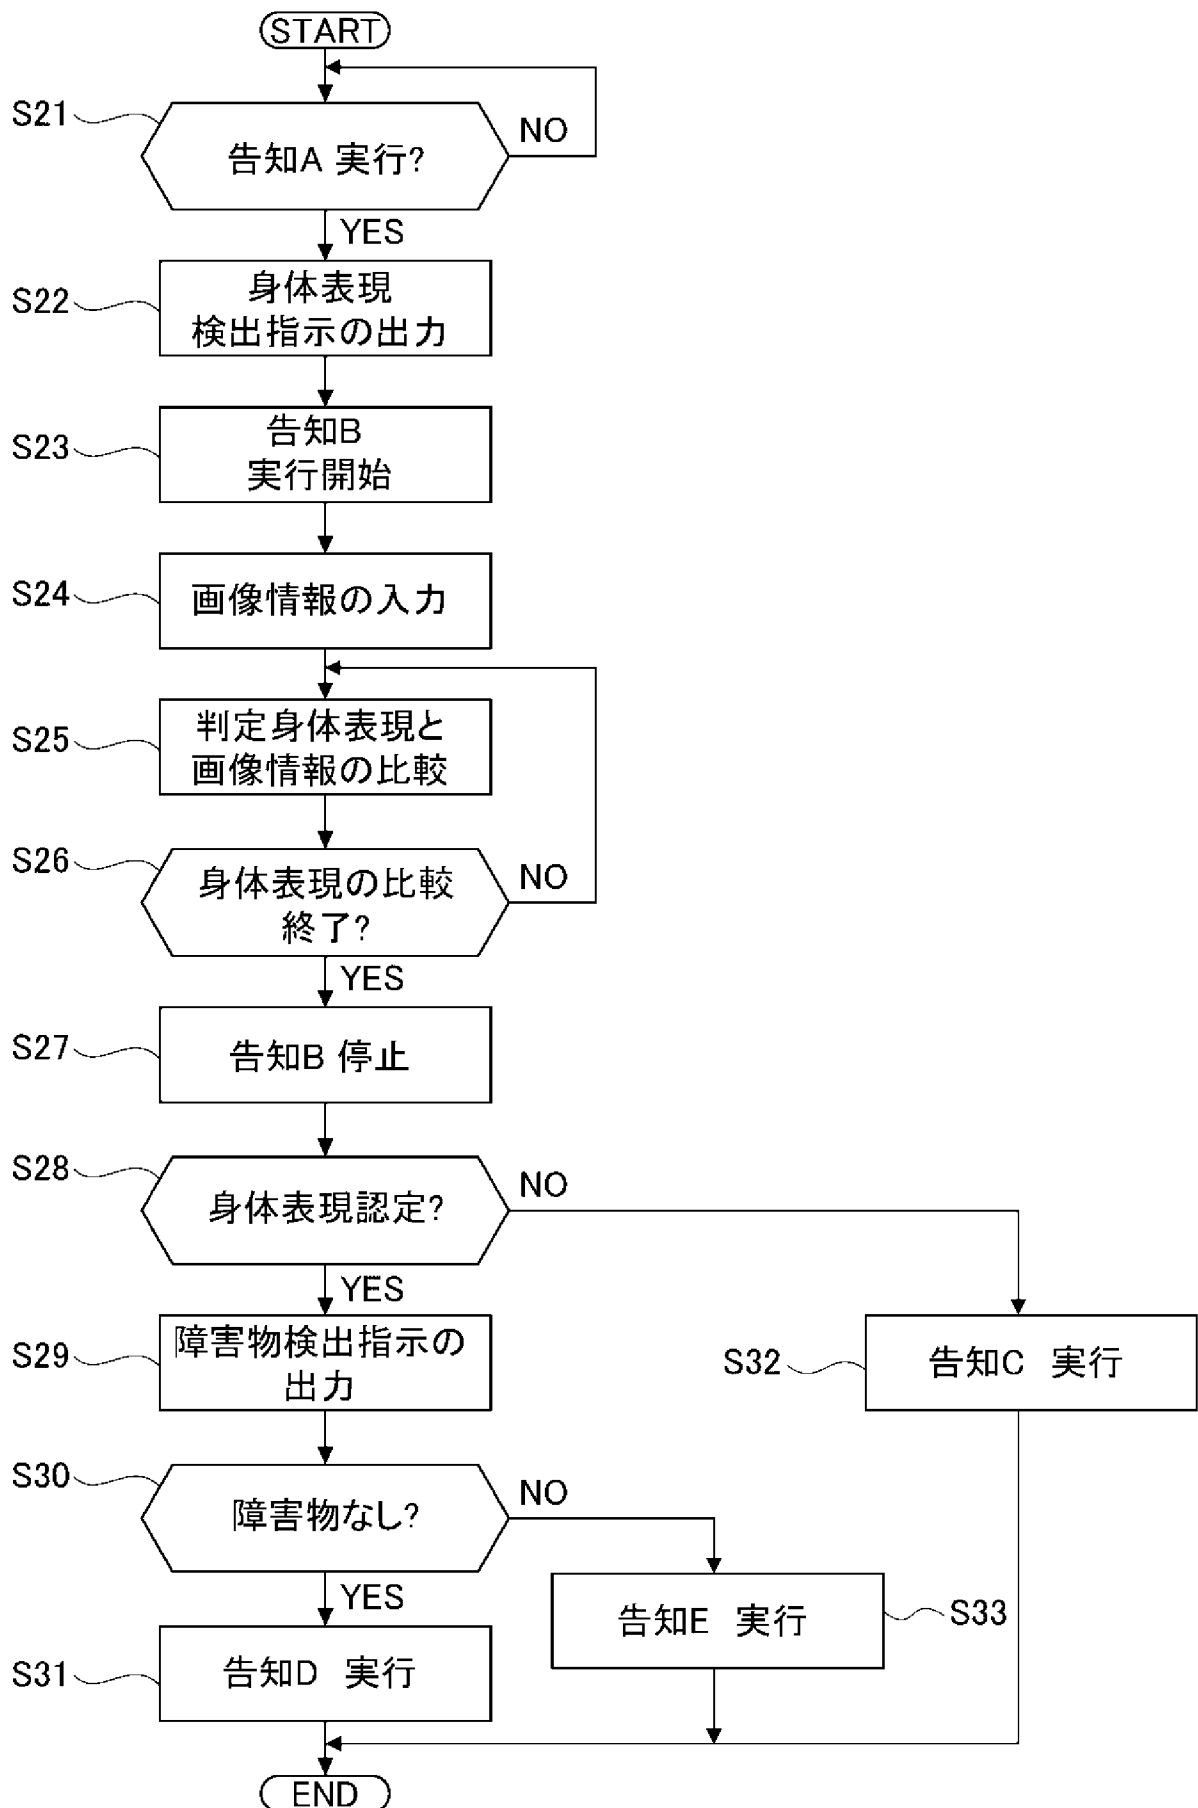 START
S21
告知A 実行?
NO
YES
S22
身体表現
検出指示の出力
S23
告知B
実行開始
S24
画像情報の入力
S25
判定身体表現と
画像情報の比較
S26
身体表現の比較
終了?
NO
YES
S27
告知B 停止
S28
身体表現認定?
NO
YES
S29
障害物検出指示の
出力
S32
告知C 実行
S30
障害物なし?
NO
YES
告知E 実行
S33
S31
告知D 実行
END